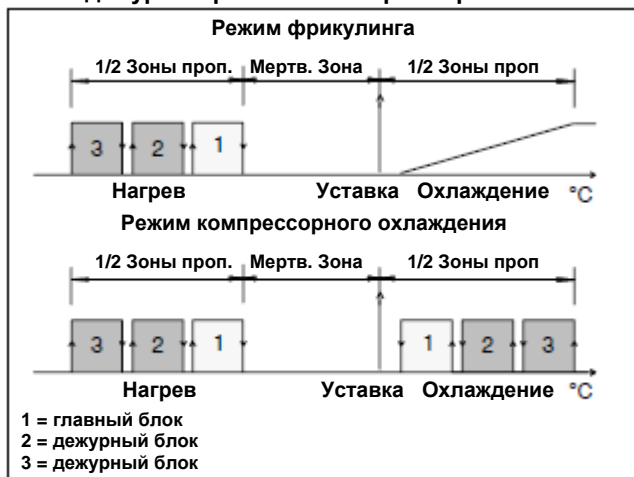 Режим фрикулинга
1/2 Зоны проп. Мертв. Зона 1/2 Зоны проп
3 2 1
Нагрев Уставка Охлаждение °C
Режим компрессорного охлаждения
1/2 Зоны проп. Мертв. Зона 1/2 Зоны проп
3 2 1 1 2 3
Нагрев Уставка Охлаждение °C
1 = главный блок
2 = дежурный блок
3 = дежурный блок